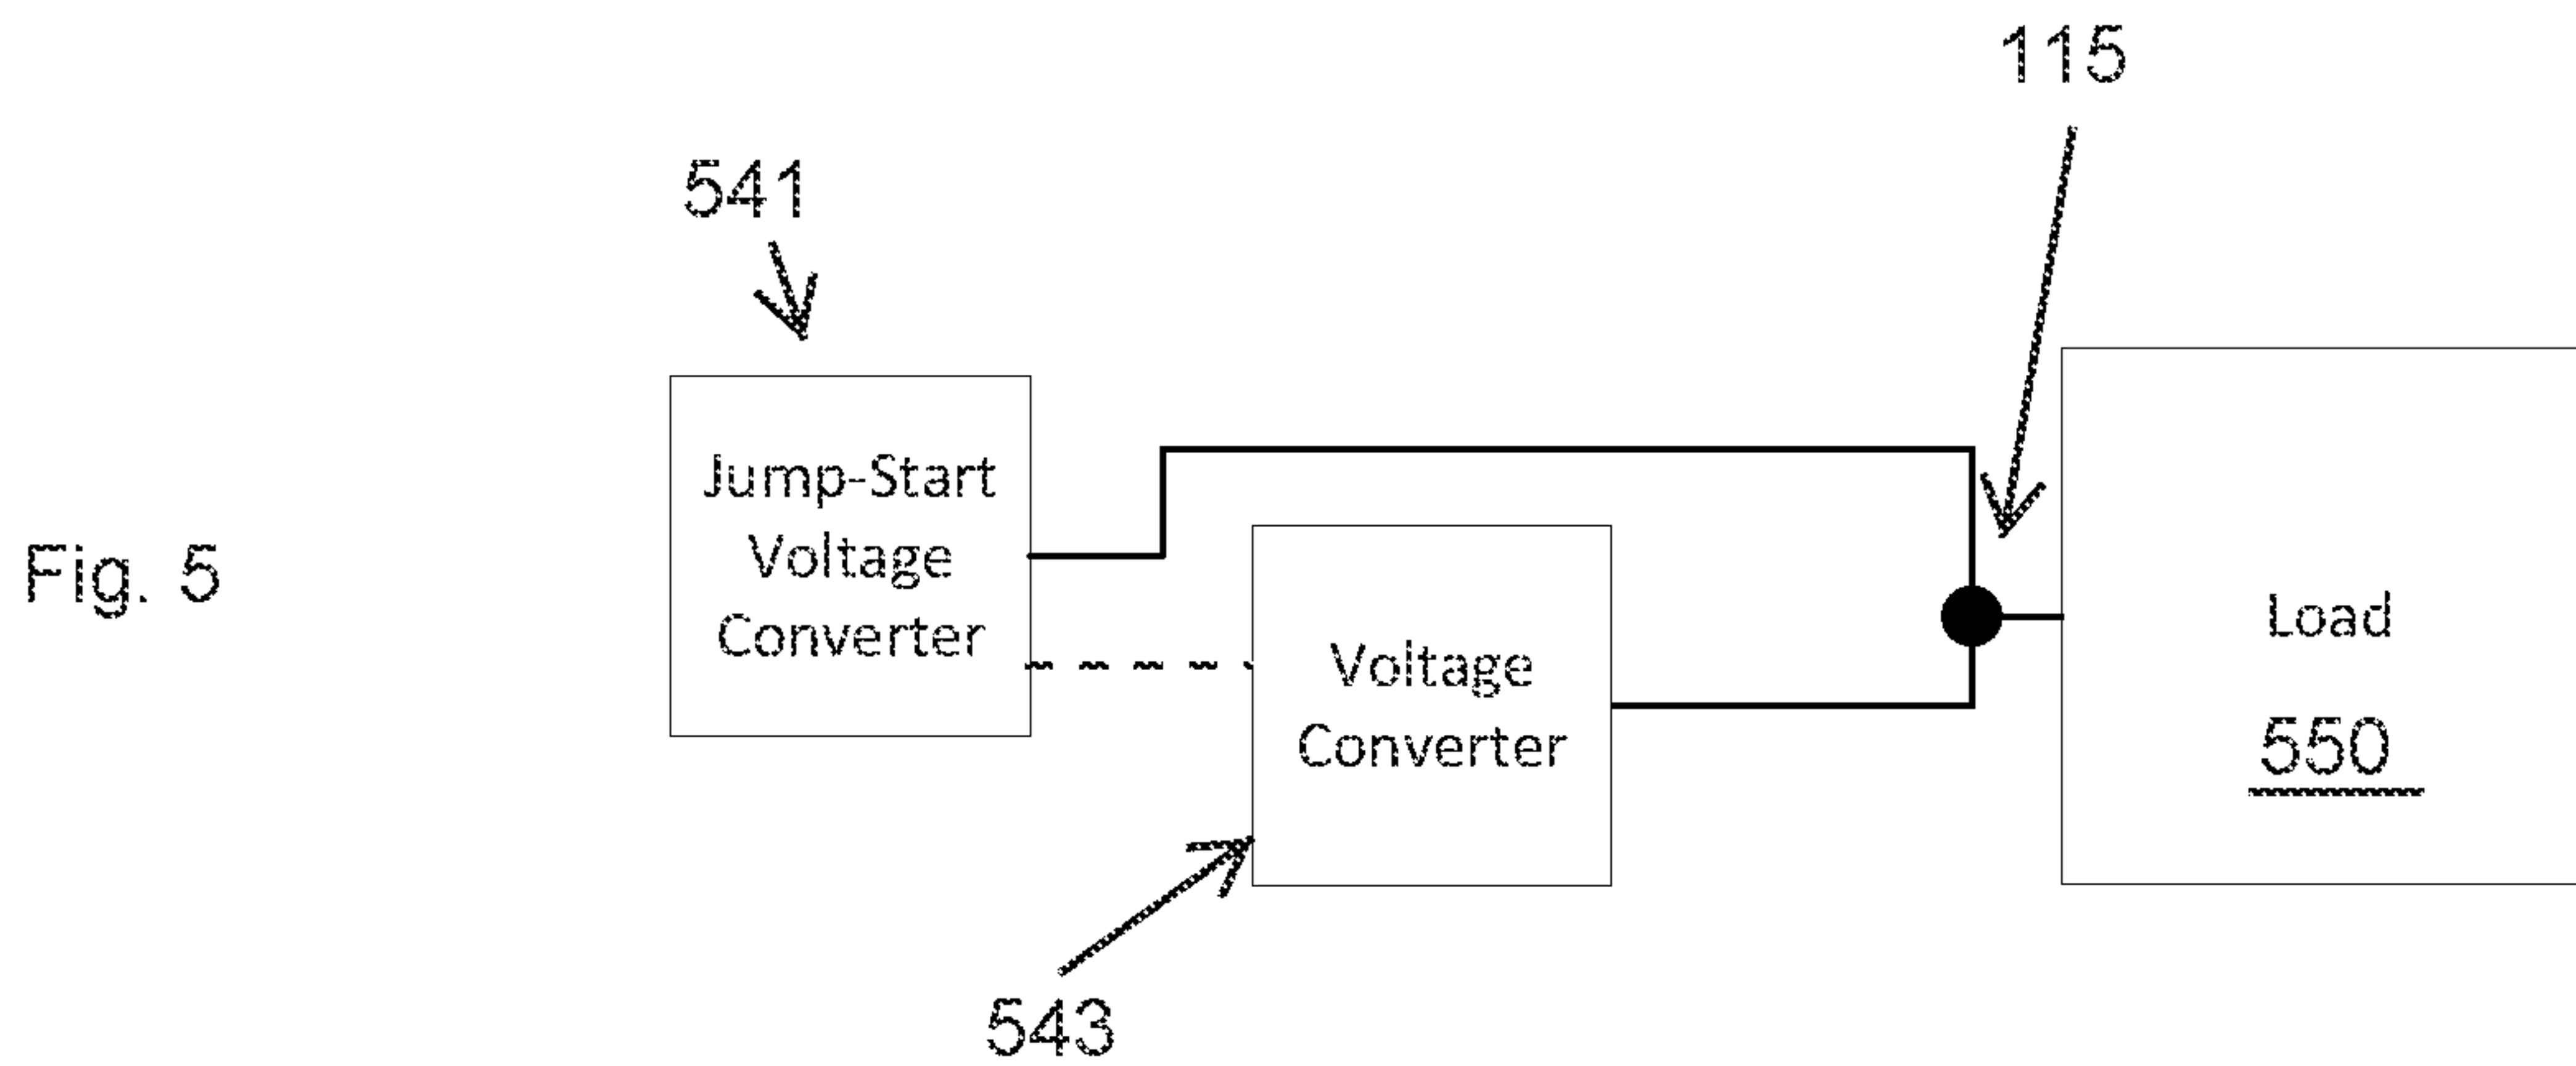 115
541
Jump-Start
Voltage
Converter
Fig. 5
Load
550
Voltage
Converter
543